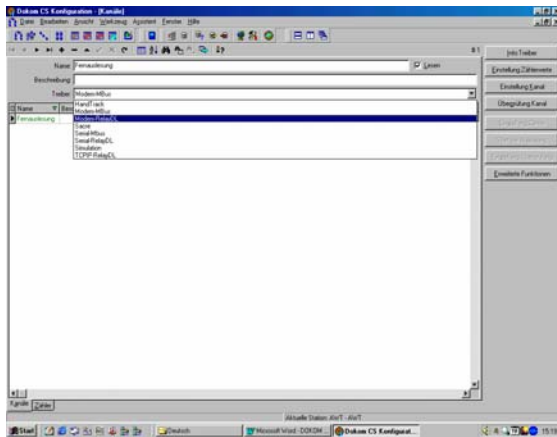 Dokom CS Konfiguration - [Kanäle]
Datei Bearbeiten Ansicht Werkzeug Assistent Fenster Hilfe
Name: Fernauslesung
Lesen
Beschreibung:
Treiber: Modem-MBus
HandTrack
Modem-MBus
Modem-RelayDL
Serial-Mbus
Serial-RelayDL
Simulation
TCPIP-RelayDL
Name Bes
Fernauslesung
Info Treiber
Einstellung Zählerwerte
Einstellung Kanal
Überprüfung Kanal
Erweiterte Funktionen
Kanäle Zähler
Aktuelle Station: AWT - AWT
Start
Deutsch
Microsoft Word - DOKOM ...
Dokom CS Konfigurat...